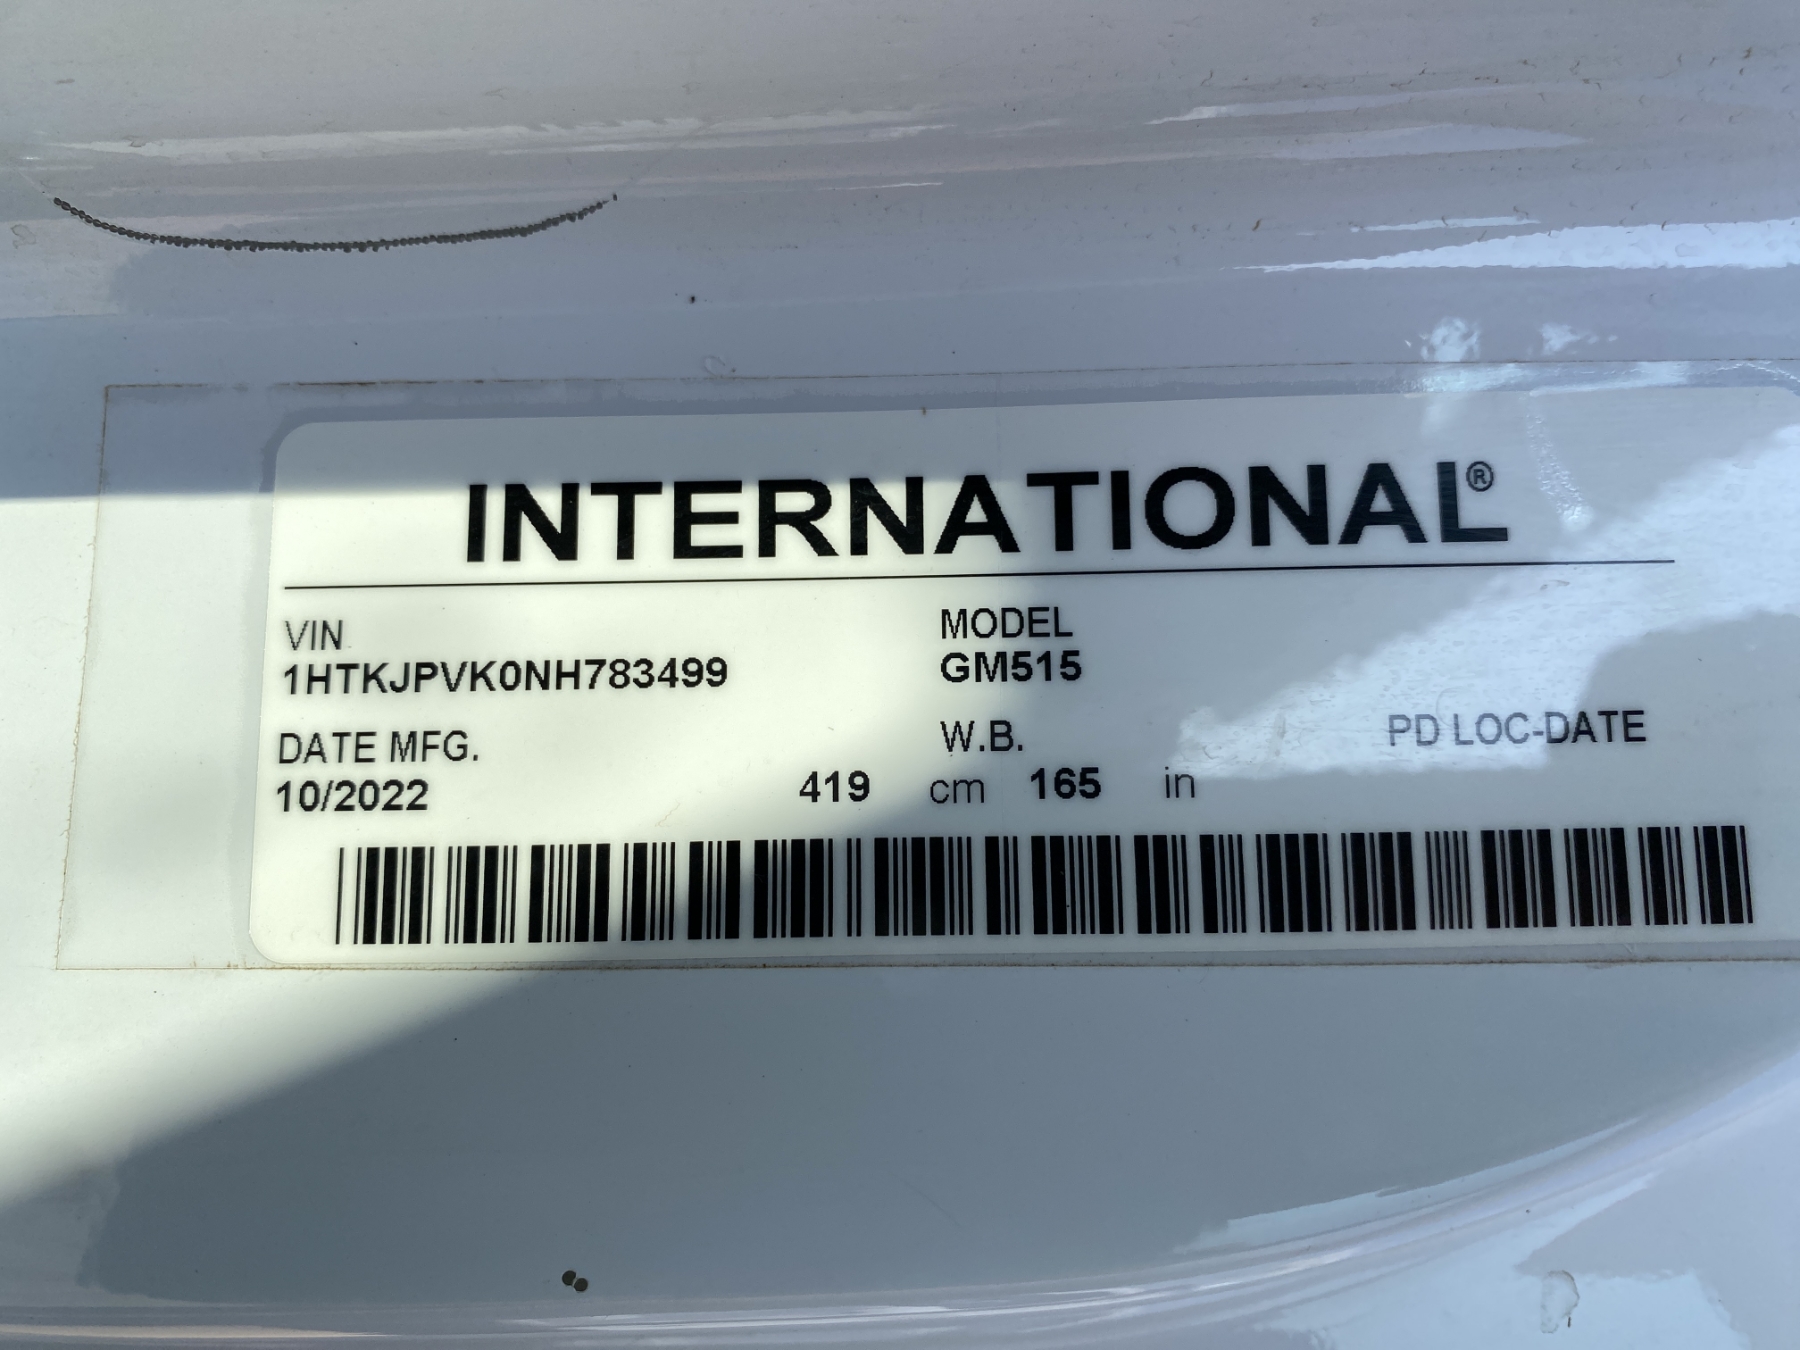 INTERNATIONAL®
VIN MODEL
1HTKJPVK0NH783499 GM515
DATE MFG. W.B. PD LOC-DATE
10/2022 419 cm 165 in